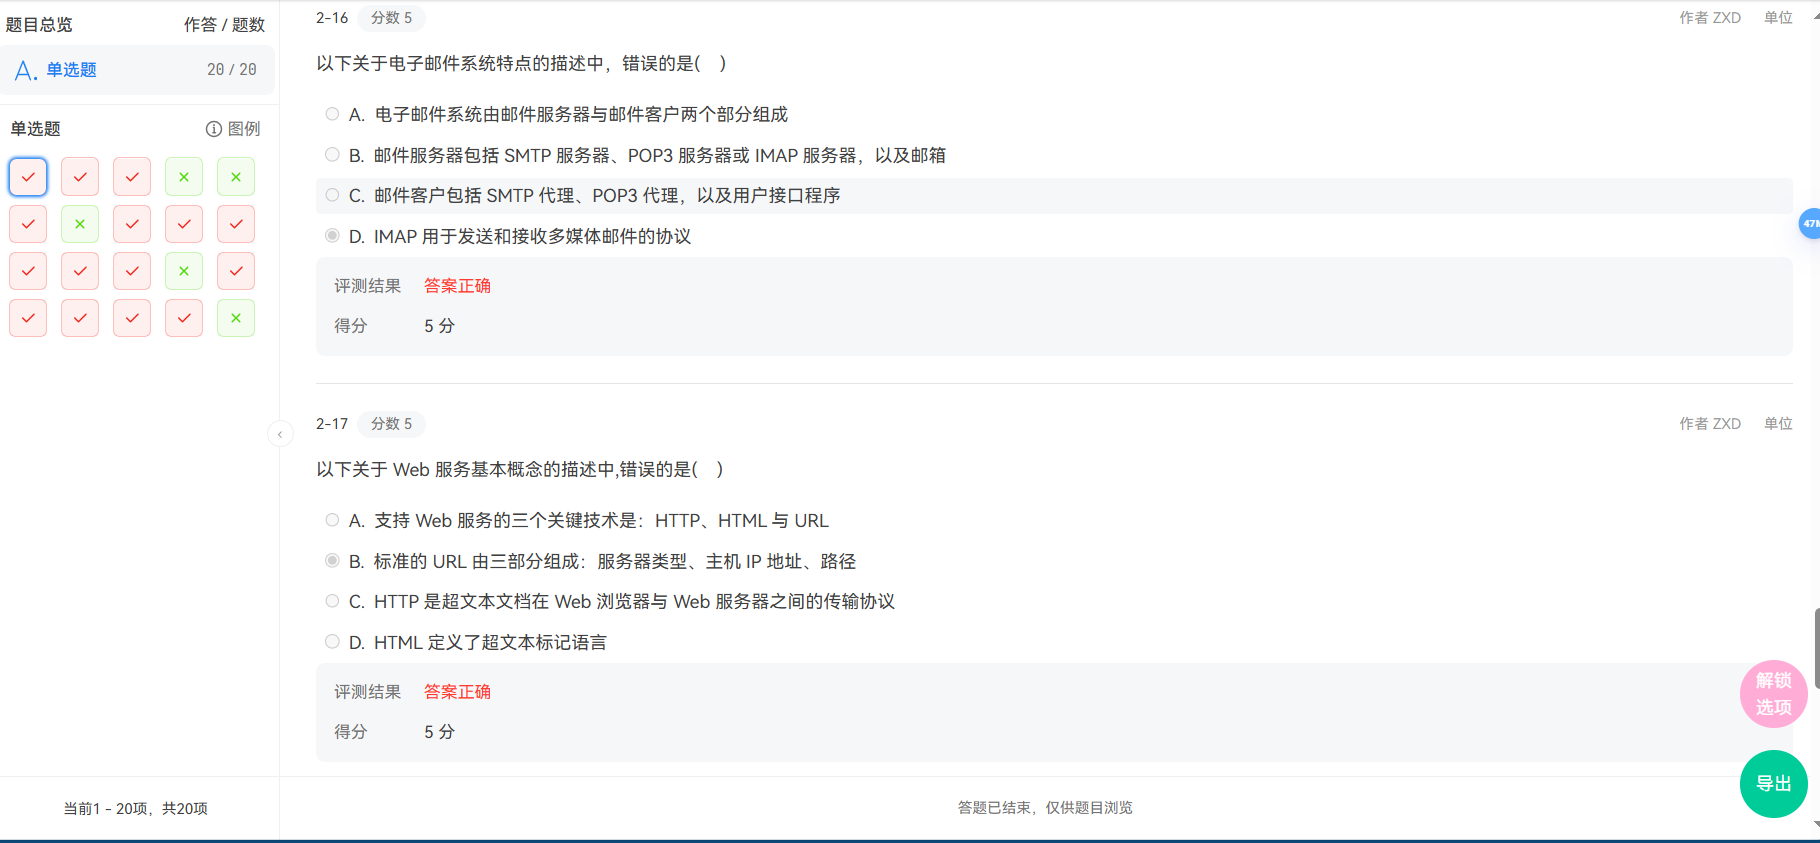 题目总览
作答 / 题数
A. 单选题
20 / 20
单选题
图例
当前1 - 20项，共20项
2-16
分数 5
作者 ZXD
单位
以下关于电子邮件系统特点的描述中，错误的是( )
A. 电子邮件系统由邮件服务器与邮件客户两个部分组成
B. 邮件服务器包括 SMTP 服务器、POP3 服务器或 IMAP 服务器，以及邮箱
C. 邮件客户包括 SMTP 代理、POP3 代理，以及用户接口程序
D. IMAP 用于发送和接收多媒体邮件的协议
评测结果 答案正确
得分 5 分
2-17
分数 5
作者 ZXD
单位
以下关于 Web 服务基本概念的描述中,错误的是( )
A. 支持 Web 服务的三个关键技术是：HTTP、HTML 与 URL
B. 标准的 URL 由三部分组成：服务器类型、主机 IP 地址、路径
C. HTTP 是超文本文档在 Web 浏览器与 Web 服务器之间的传输协议
D. HTML 定义了超文本标记语言
评测结果 答案正确
得分 5 分
答题已结束，仅供题目浏览
解锁
选项
导出